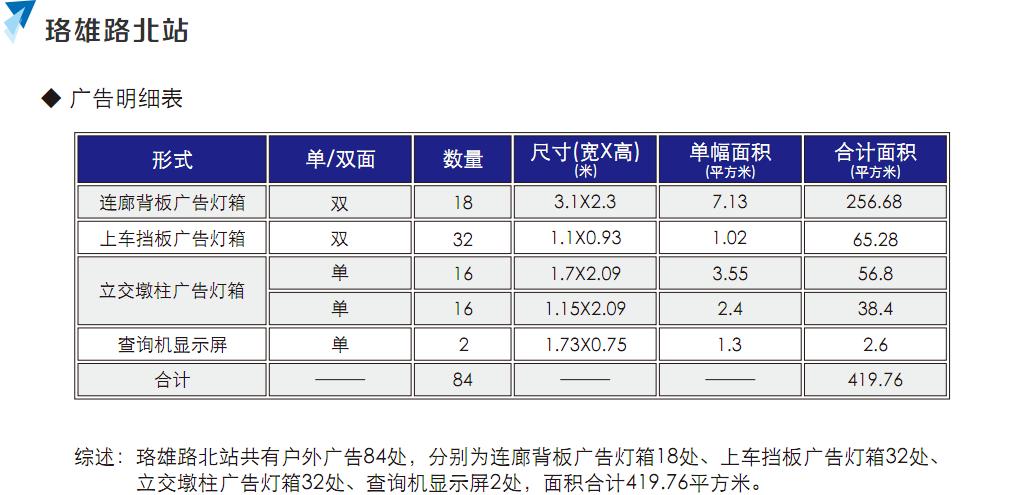 珞雄路北站
◆ 广告明细表
形式 单/双面 数量 尺寸(宽X高)(米) 单幅面积(平方米) 合计面积(平方米)
连廊背板广告灯箱 双 18 3.1X2.3 7.13 256.68
上车挡板广告灯箱 双 32 1.1X0.93 1.02 65.28
立交墩柱广告灯箱 单 16 1.7X2.09 3.55 56.8
单 16 1.15X2.09 2.4 38.4
查询机显示屏 单 2 1.73X0.75 1.3 2.6
合计 —— 84 —— —— 419.76
综述：珞雄路北站共有户外广告84处，分别为连廊背板广告灯箱18处、上车挡板广告灯箱32处、
立交墩柱广告灯箱32处、查询机显示屏2处，面积合计419.76平方米。